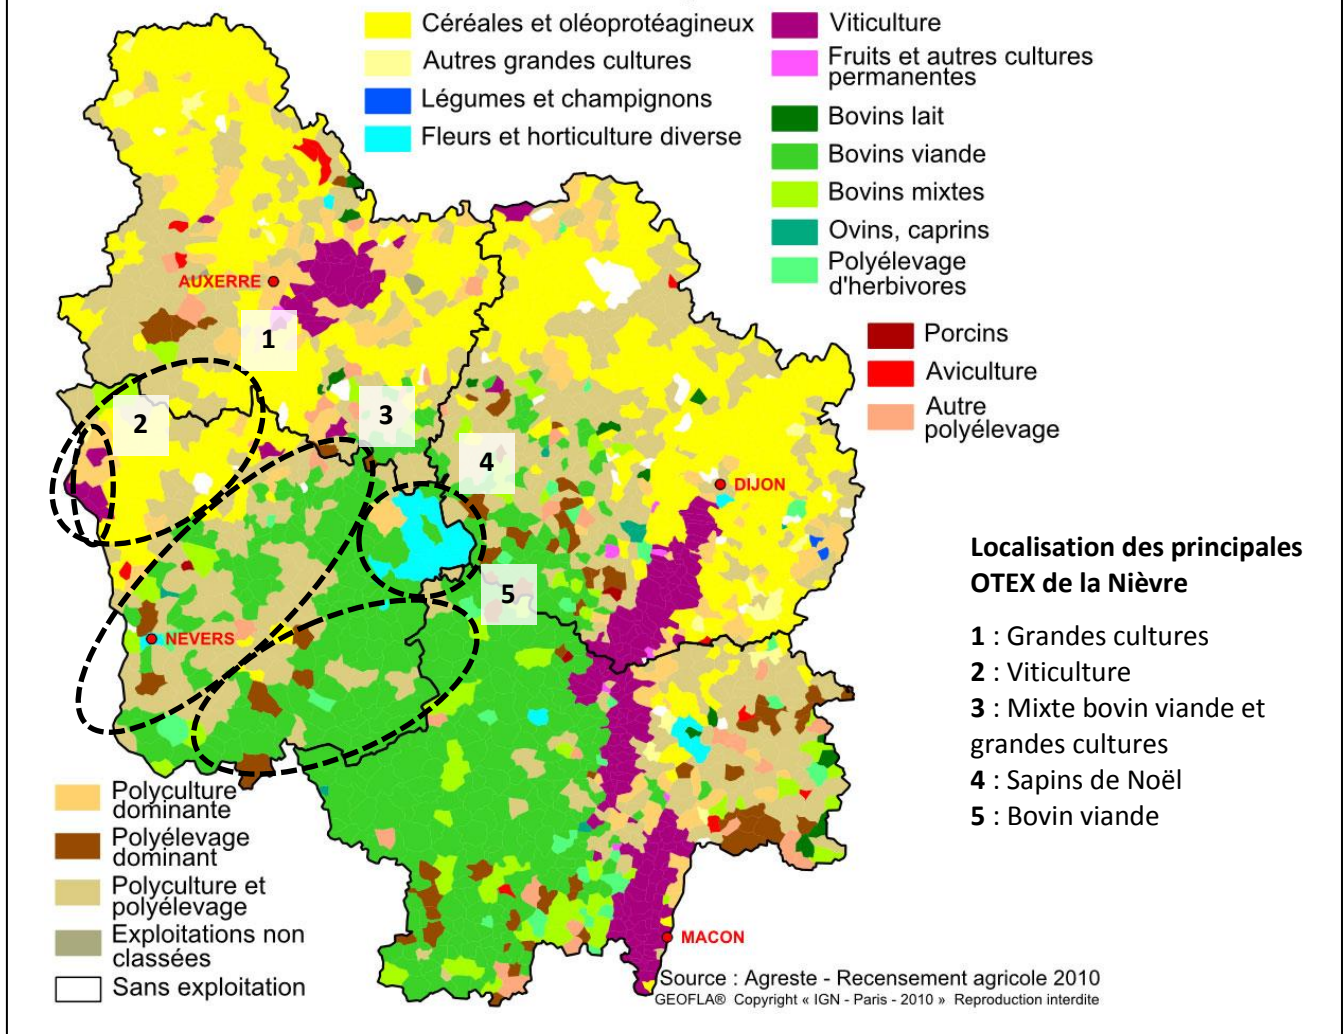 Céréales et oléoprotéagineux
Autres grandes cultures
Légumes et champignons
Fleurs et horticulture diverse
Viticulture
Fruits et autres cultures
permanentes
Bovins lait
Bovins viande
Bovins mixtes
Ovins, caprins
Polyélevage
d'herbivores
Porcins
Aviculture
Autre
polyélevage
AUXERRE
1
2
3
4
DIJON
5
NEVERS
MACON
Localisation des principales
OTEX de la Nièvre
1 : Grandes cultures
2 : Viticulture
3 : Mixte bovin viande et
grandes cultures
4 : Sapins de Noël
5 : Bovin viande
Polyculture
dominante
Polyélevage
dominant
Polyculture et
polyélevage
Exploitations non
classées
Sans exploitation
Source : Agreste - Recensement agricole 2010
GEOFLA® Copyright « IGN - Paris - 2010 » Reproduction interdite